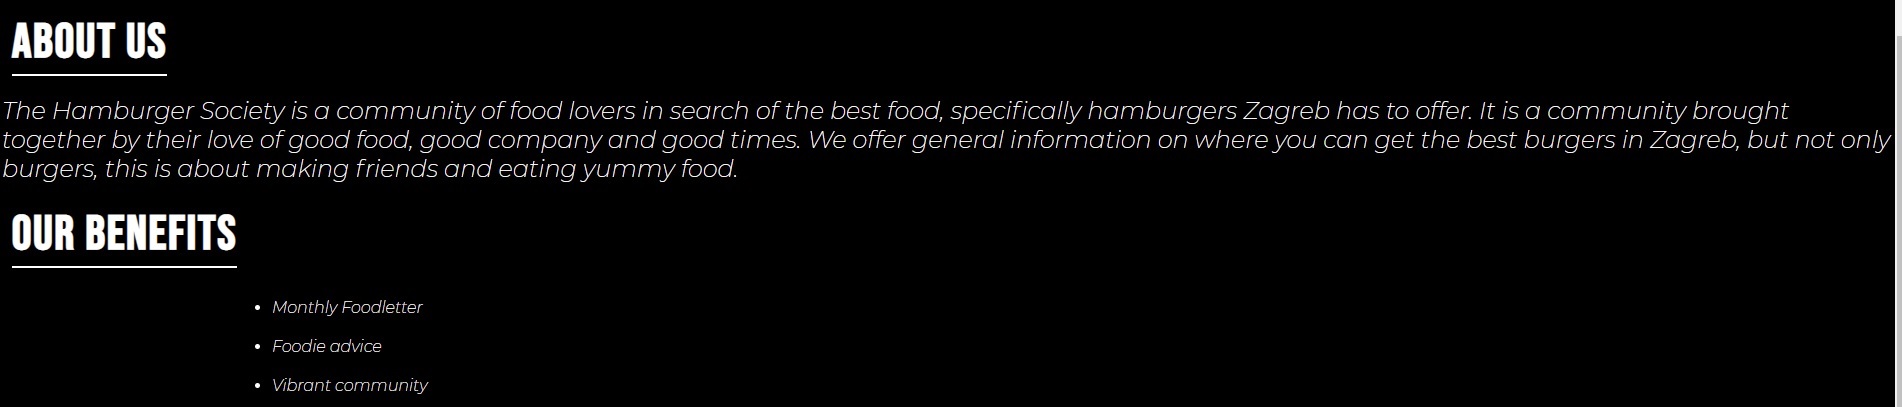 ABOUT US
The Hamburger Society is a community of food lovers in search of the best food, specifically hamburgers Zagreb has to offer. It is a community brought
together by their love of good food, good company and good times. We offer general information on where you can get the best burgers in Zagreb, but not only
burgers, this is about making friends and eating yummy food.
OUR BENEFITS
• Monthly Foodletter
• Foodie advice
• Vibrant community